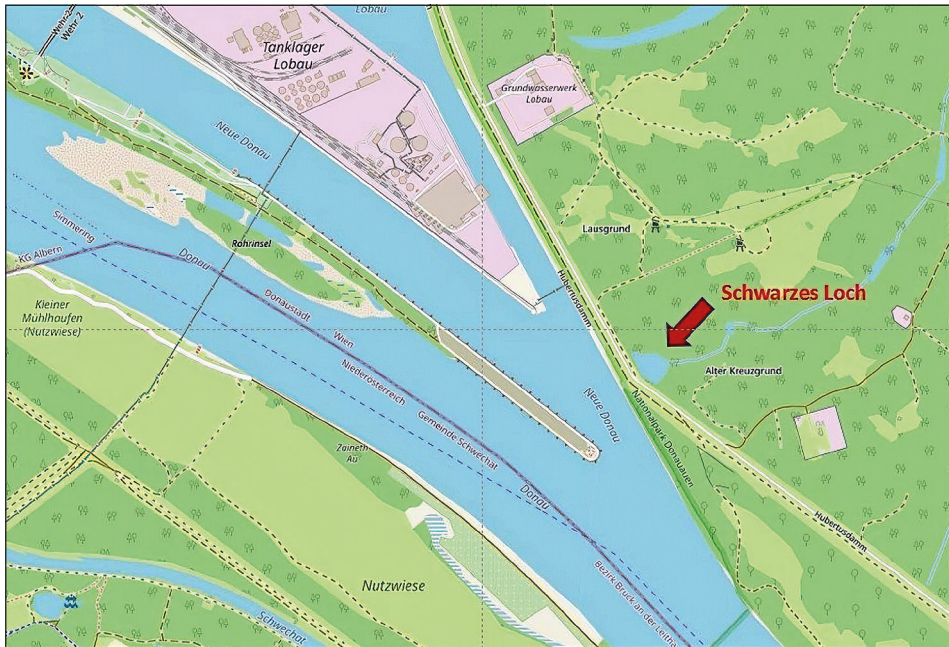 Wehr-2
Wehr 2
Lobau
Tanklager
Lobau
Grundwasserwerk
Lobau
Neue Donau
Rohrinsel
Simmering
KG Albern
Donau
Donaustadt
Wien
Niederösterreich
Gemeinde Schwechat
Kleiner
Mühlhaufen
(Nutzwiese)
Lausgrund
Hubertusdamm
Schwarzes Loch
Alter Kreuzgrund
Neue Donau
Nationalpark Donauauen
Zaineth
Au
Donau
Hubertusdamm
Nutzwiese
Bezirk Bruck an der Leitha
Schwechat